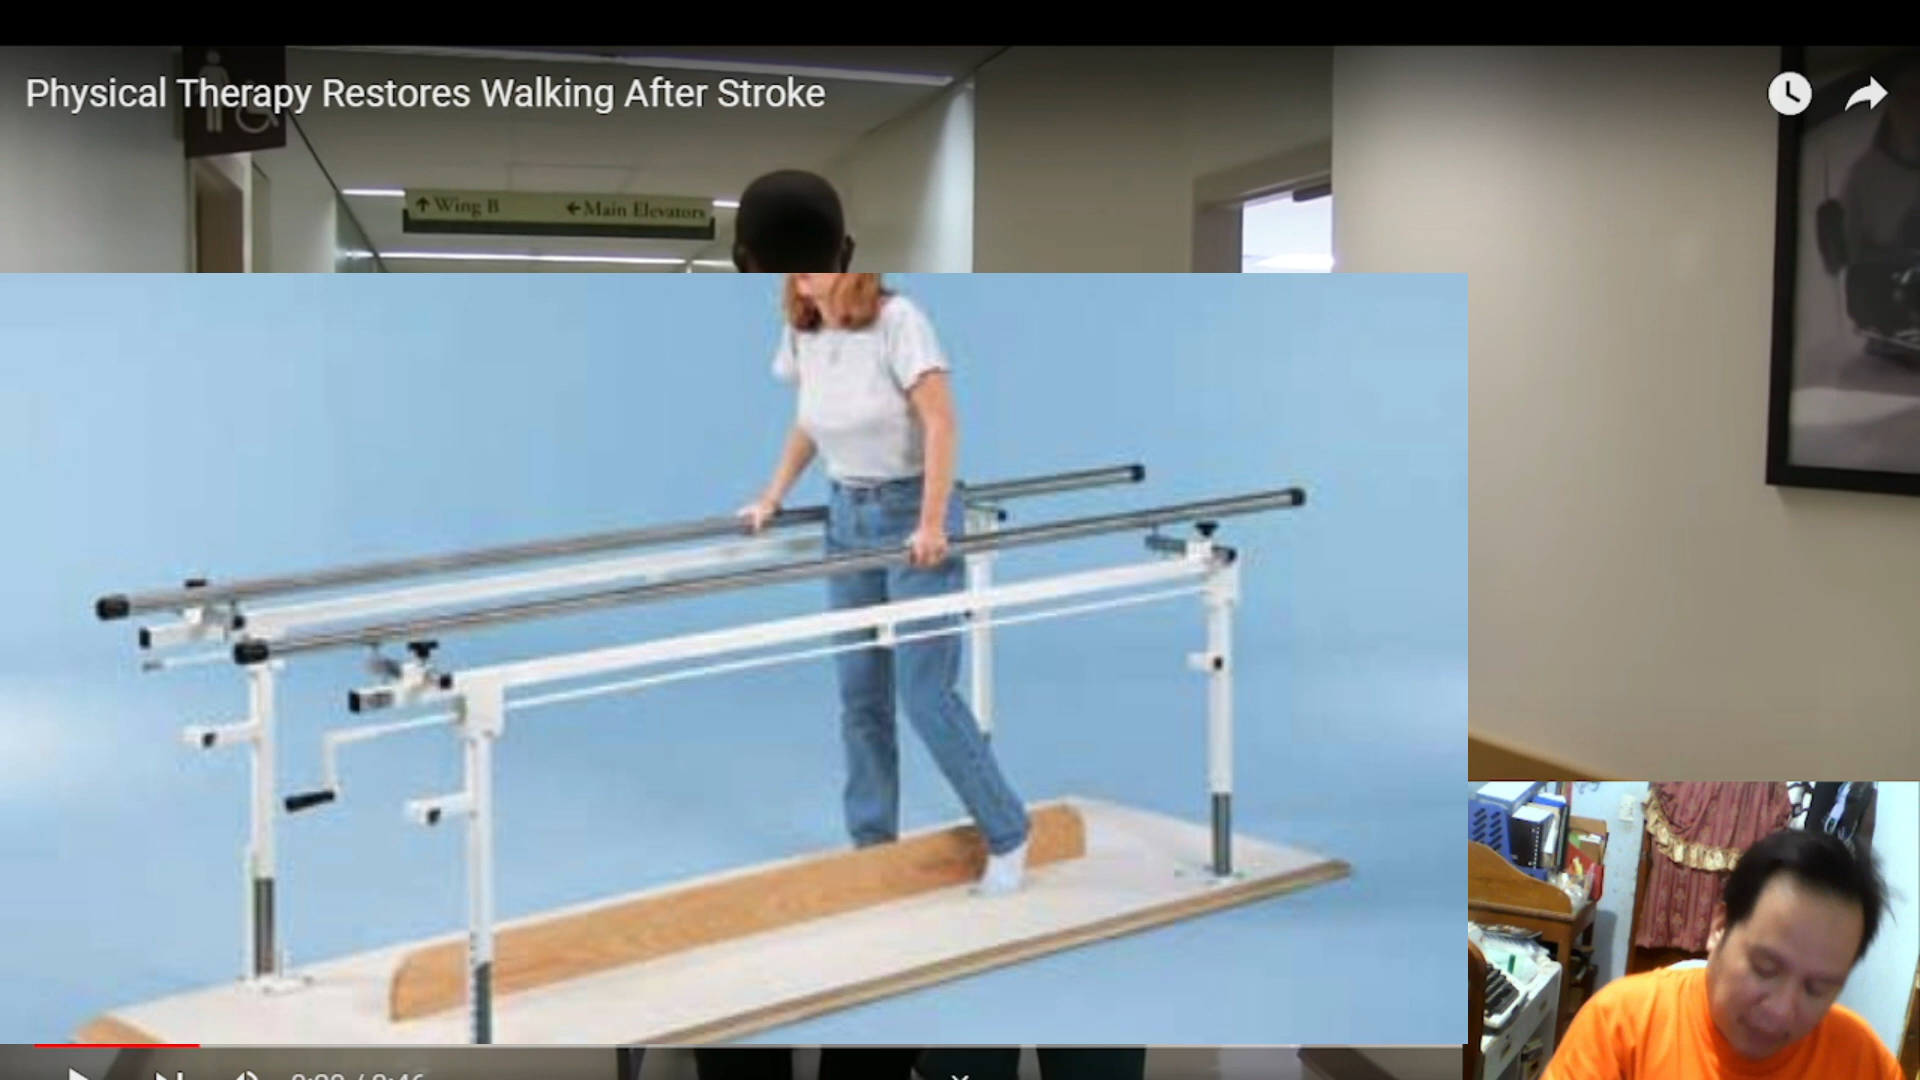 Physical Therapy Restores Walking After Stroke
↑ Wing B ← Main Elevators